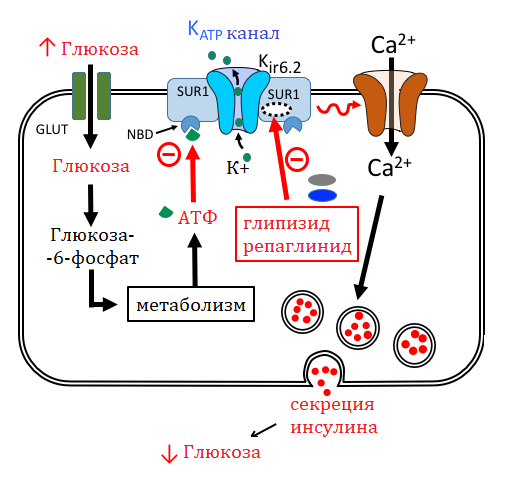 KATP канал
↑ Глюкоза
Kir6.2
Ca2+
SUR1
SUR1
GLUT
NBD
Глюкоза
К+
Ca2+
АТФ
глипизид
репаглинид
Глюкоза-
-6-фосфат
метаболизм
секреция
инсулина
↓ Глюкоза